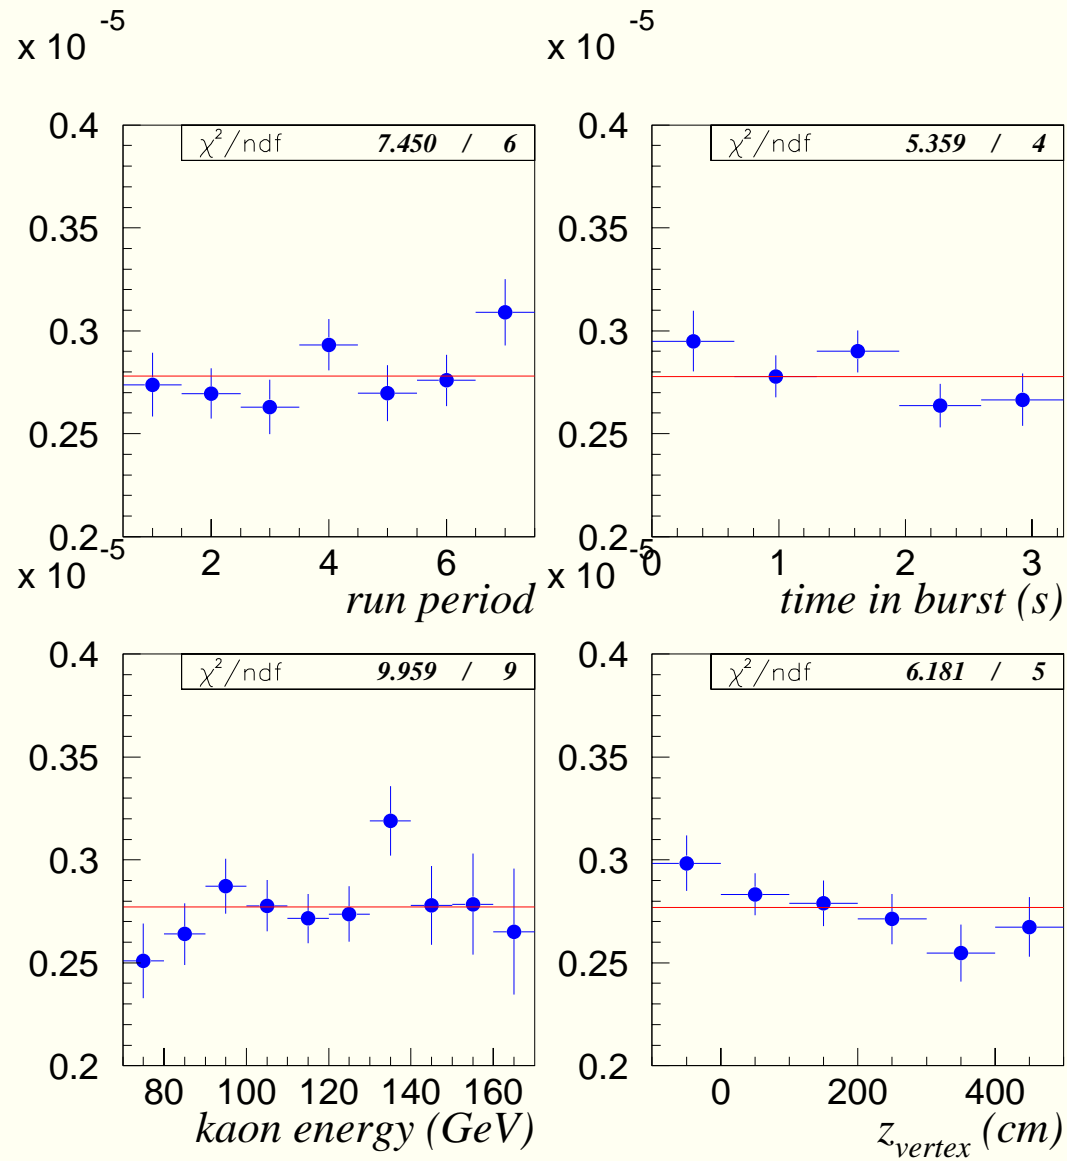 x 10 -5
x 10 -5
χ²/ndf 7.450 / 6
χ²/ndf 5.359 / 4
0.4
0.35
0.3
0.25
0.2
2 4 6
run period
0.4
0.35
0.3
0.25
0.2
0 1 2 3
time in burst (s)
x 10 -5
x 10 -5
χ²/ndf 9.959 / 9
χ²/ndf 6.181 / 5
0.4
0.35
0.3
0.25
0.2
80 100 120 140 160
kaon energy (GeV)
0.4
0.35
0.3
0.25
0.2
0 200 400
z_vertex (cm)